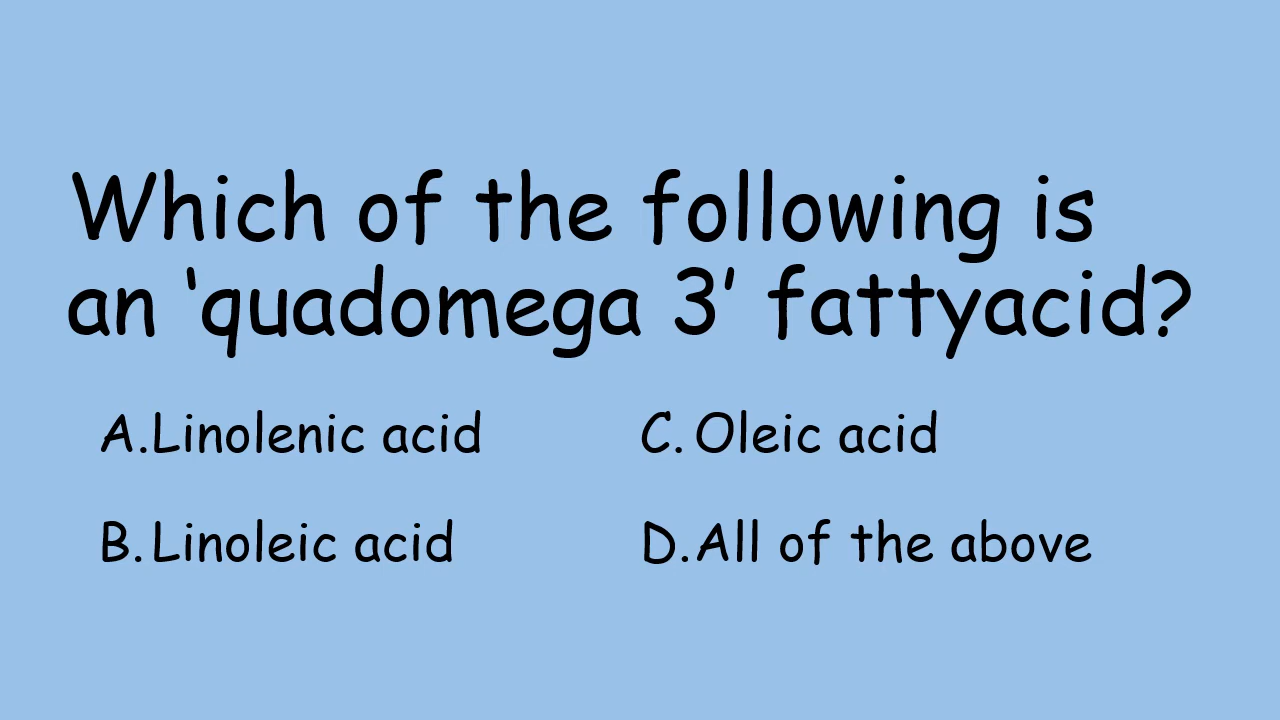 Which of the following is
an ‘quadomega 3’ fattyacid?
A.Linolenic acid
B.Linoleic acid
C. Oleic acid
D.All of the above